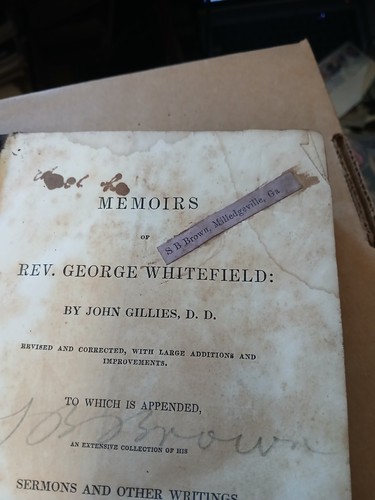 MEMOIRS
OF
S B Brown, Milledgeville, Ga
REV. GEORGE WHITEFIELD:
BY JOHN GILLIES, D. D.
REVISED AND CORRECTED, WITH LARGE ADDITIONS AND
IMPROVEMENTS.
TO WHICH IS APPENDED,
S B Brown
AN EXTENSIVE COLLECTION OF HIS
SERMONS AND OTHER WRITINGS